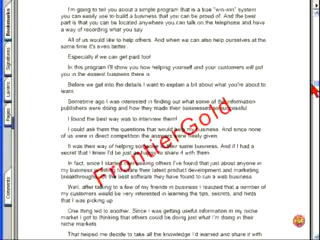 I'm going to tell you about a simple program that is a true "win-win" system
you can easily use to build a business that you can be proud of. And the best
part is that you can be located anywhere you can talk on the telephone and have
a way of recording what you say
All of us would like to help others. And when we can also help ourselves at the
same time it's even better.
Especially if we can get paid too!
In this program I'll show you how helping yourself and your customers will put
you in the easiest business there is
Before we get into the details I want to explain a bit about what you're about to
learn
Sometime ago I was interested in finding out what some of the information
publishers were doing and how they made their businesses so successful
I found the best way was to interview them!
I could ask them the questions that would help my business. And since none
of us were in direct competition the answers were freely given
It was their way of helping someone in their same business. And if I had a
secret that I knew I'd be just as happy to share it with them
In fact, since I started interviewing others I've found that just about anyone in
my business is willing to share their latest product development and marketing
breakthroughs or the best software they have found to run a web business
Well, after talking to a few of my friends in business I realized that a number of
my customers would be very interested in learning the tips, secrets, and hints
that I was picking up
One thing led to another. Since I was getting useful information in my niche
market I got to thinking that others could be doing just what I'm doing in their
niche markets
That helped me decide to take all the knowledge I'd learned and share it with
Frontier Gold
Bookmarks
Signatures
Layers
Pages
Comments